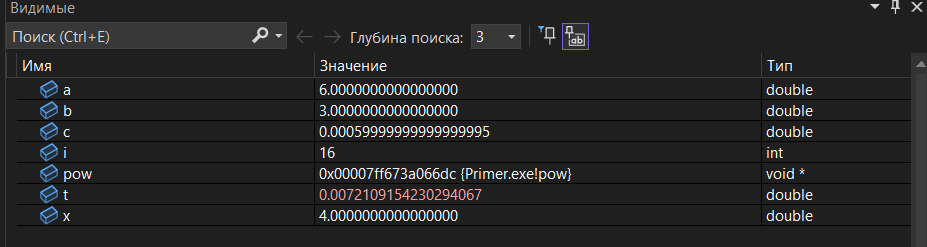 Видимые
Поиск (Ctrl+E) Глубина поиска: 3
Имя Значение Тип
a 6.0000000000000000 double
b 3.0000000000000000 double
c 0.00059999999999999995 double
i 16 int
pow 0x00007ff673a066dc {Primer.exe!pow} void *
t 0.0072109154230294067 double
x 4.0000000000000000 double